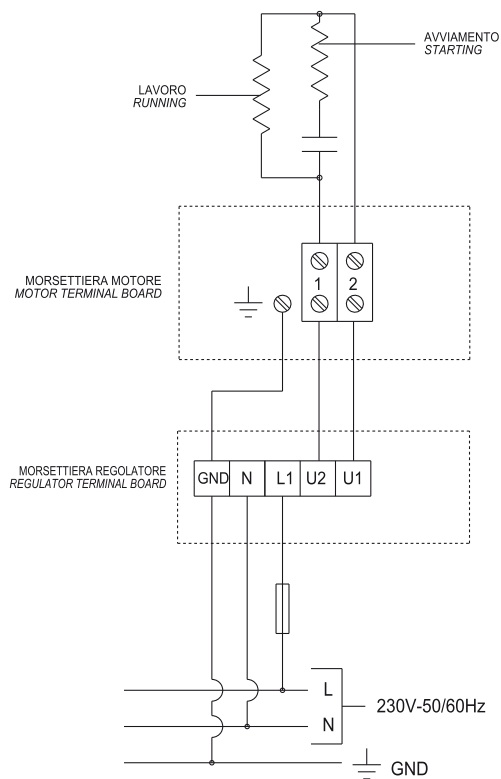 AVVIAMENTO
STARTING
LAVORO
RUNNING
MORSETTIERA MOTORE
MOTOR TERMINAL BOARD
1 2
MORSETTIERA REGOLATORE
REGULATOR TERMINAL BOARD
GND N L1 U2 U1
L
N
230V-50/60Hz
GND